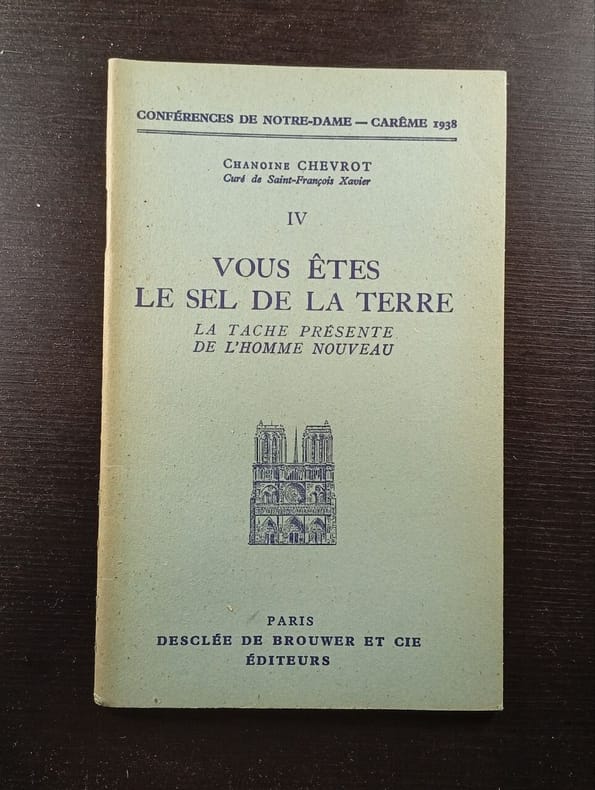 CONFÉRENCES DE NOTRE-DAME — CARÊME 1938
CHANOINE CHEVROT
Curé de Saint-François Xavier
IV
VOUS ÊTES
LE SEL DE LA TERRE
LA TACHE PRÉSENTE
DE L'HOMME NOUVEAU
PARIS
DESCLÉE DE BROUWER ET CIE
ÉDITEURS